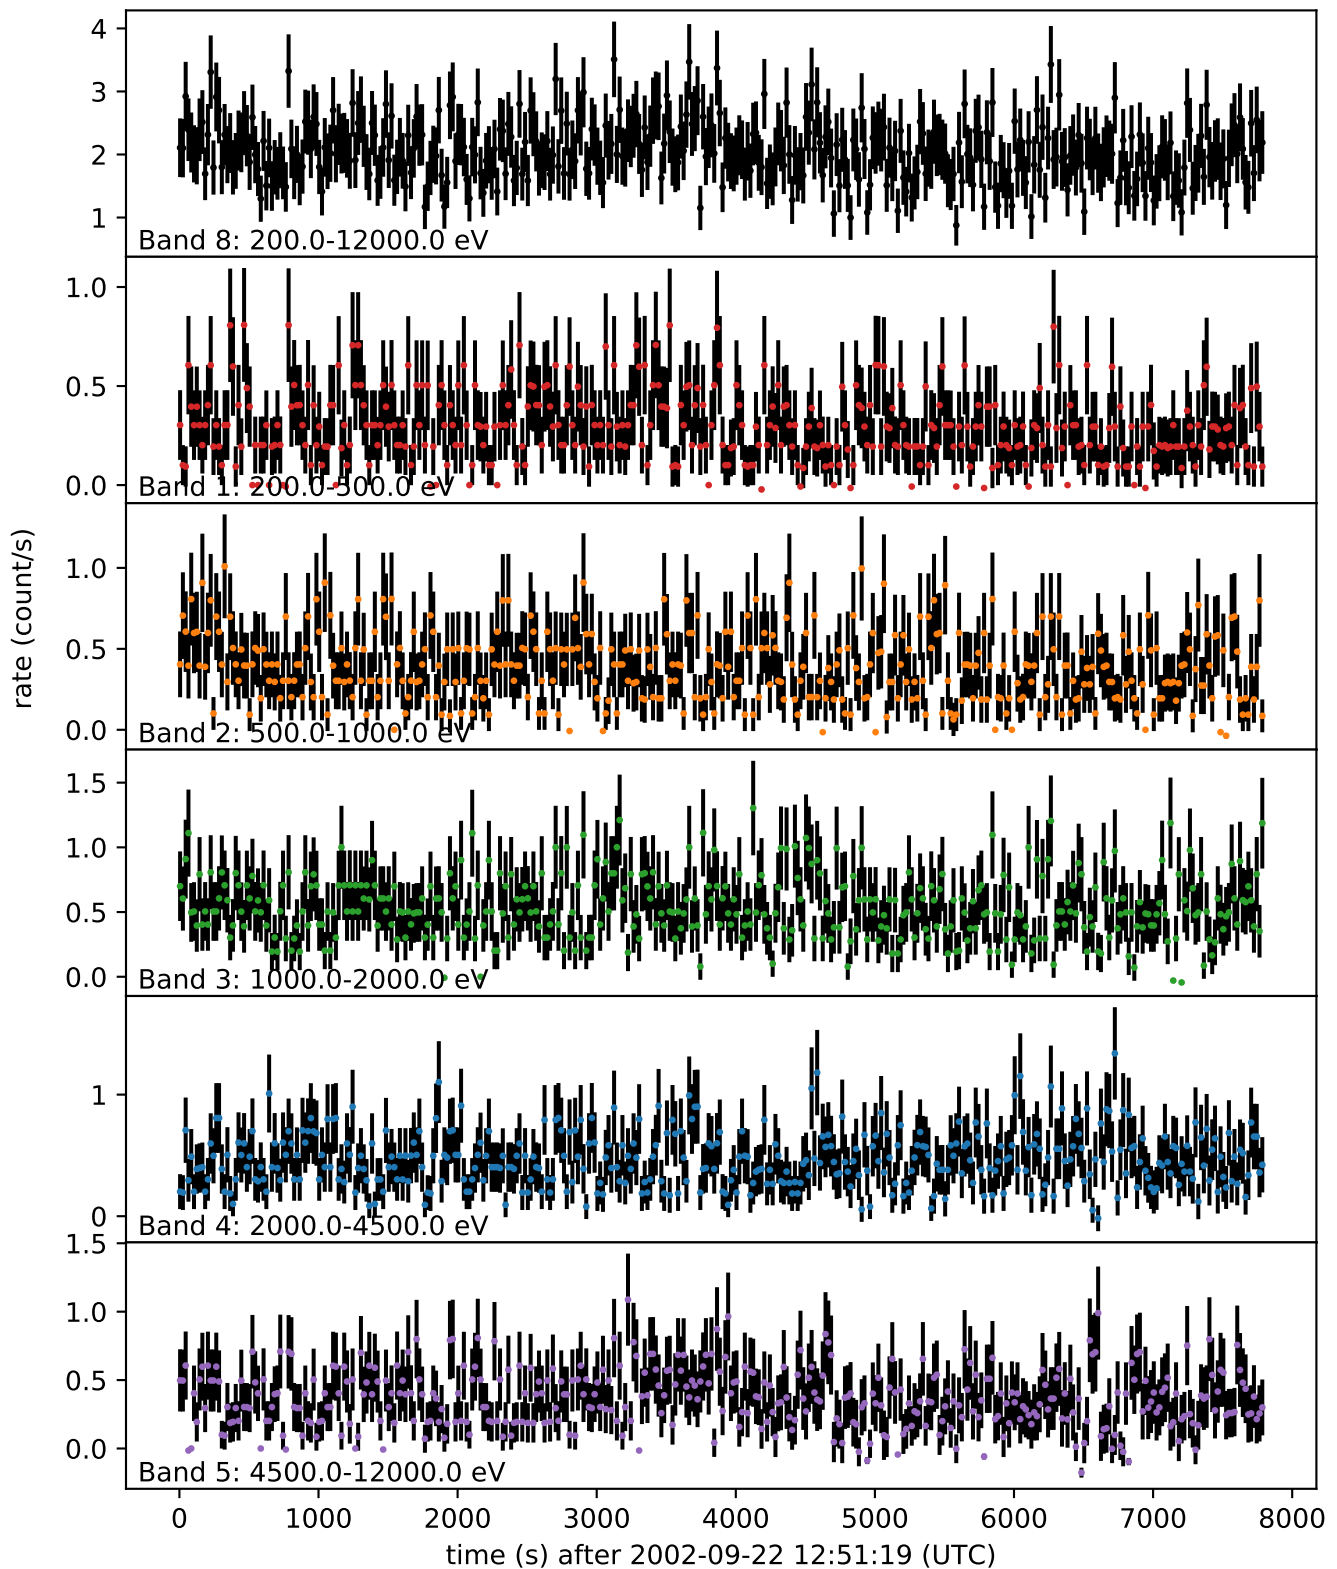 4
3
2
1
Band 8: 200.0-12000.0 eV
1.0
0.5
0.0
Band 1: 200.0-500.0 eV
1.0
0.5
0.0
Band 2: 500.0-1000.0 eV
rate (count/s)
1.5
1.0
0.5
0.0
Band 3: 1000.0-2000.0 eV
1
0
Band 4: 2000.0-4500.0 eV
1.5
1.0
0.5
0.0
Band 5: 4500.0-12000.0 eV
0 1000 2000 3000 4000 5000 6000 7000 8000
time (s) after 2002-09-22 12:51:19 (UTC)